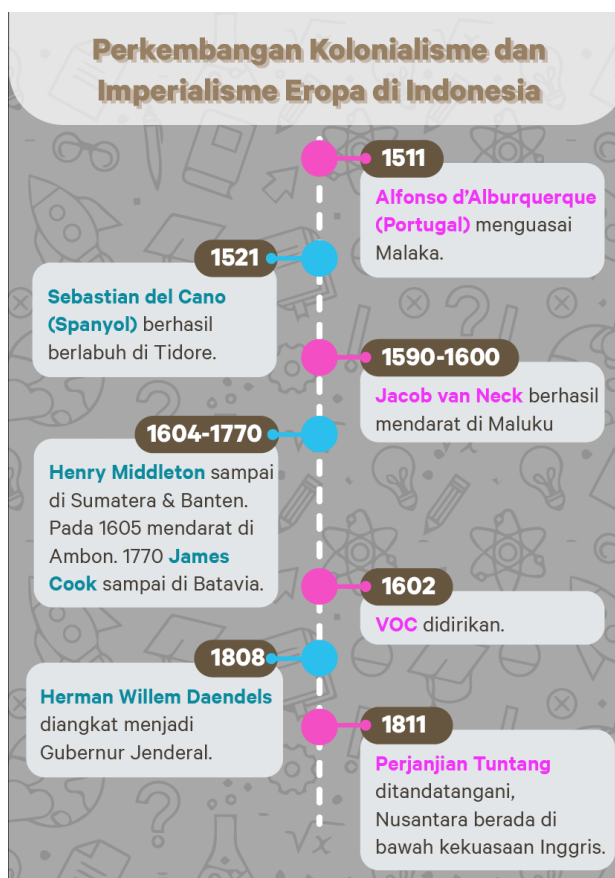 Perkembangan Kolonialisme dan
Imperialisme Eropa di Indonesia
1511
Alfonso d’Alburquerque
(Portugal) menguasai
Malaka.
1521
Sebastian del Cano
(Spanyol) berhasil
berlabuh di Tidore.
1590-1600
Jacob van Neck berhasil
mendarat di Maluku
1604-1770
Henry Middleton sampai
di Sumatera & Banten.
Pada 1605 mendarat di
Ambon. 1770 James
Cook sampai di Batavia.
1602
VOC didirikan.
1808
Herman Willem Daendels
diangkat menjadi
Gubernur Jenderal.
1811
Perjanjian Tuntang
ditandatangani,
Nusantara berada di
bawah kekuasaan Inggris.